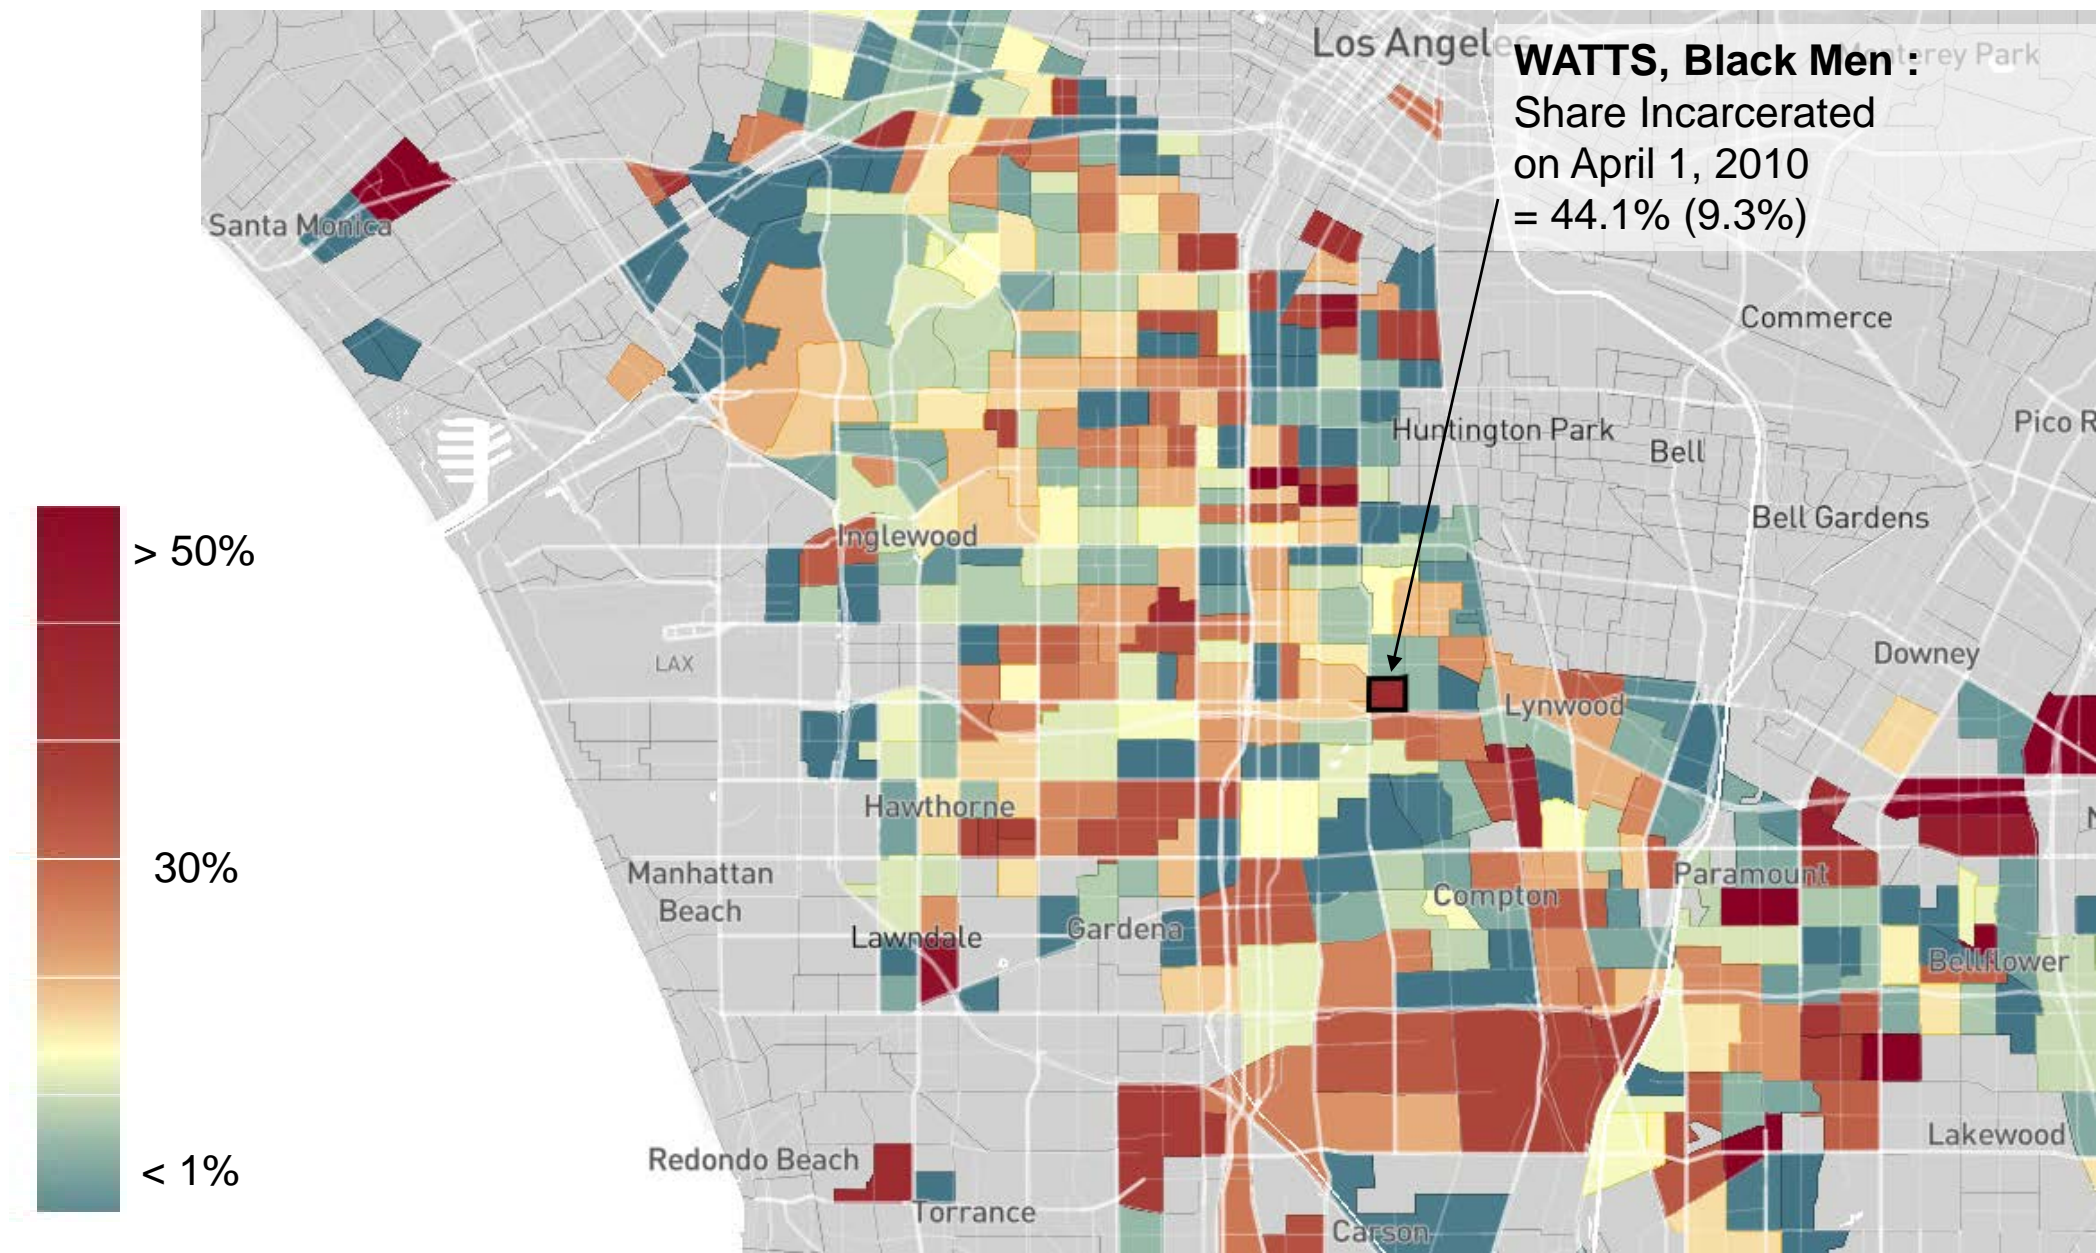 Los Angeles
Monterey Park
WATTS, Black Men :
Share Incarcerated
on April 1, 2010
= 44.1% (9.3%)
Santa Monica
Commerce
Pico R
Huntington Park
Bell
Bell Gardens
Inglewood
> 50%
LAX
Downey
Lynwood
Hawthorne
N
30%
Manhattan
Beach
Paramount
Compton
Gardena
Lawndale
Bellflower
Lakewood
Redondo Beach
< 1%
Torrance
Carson